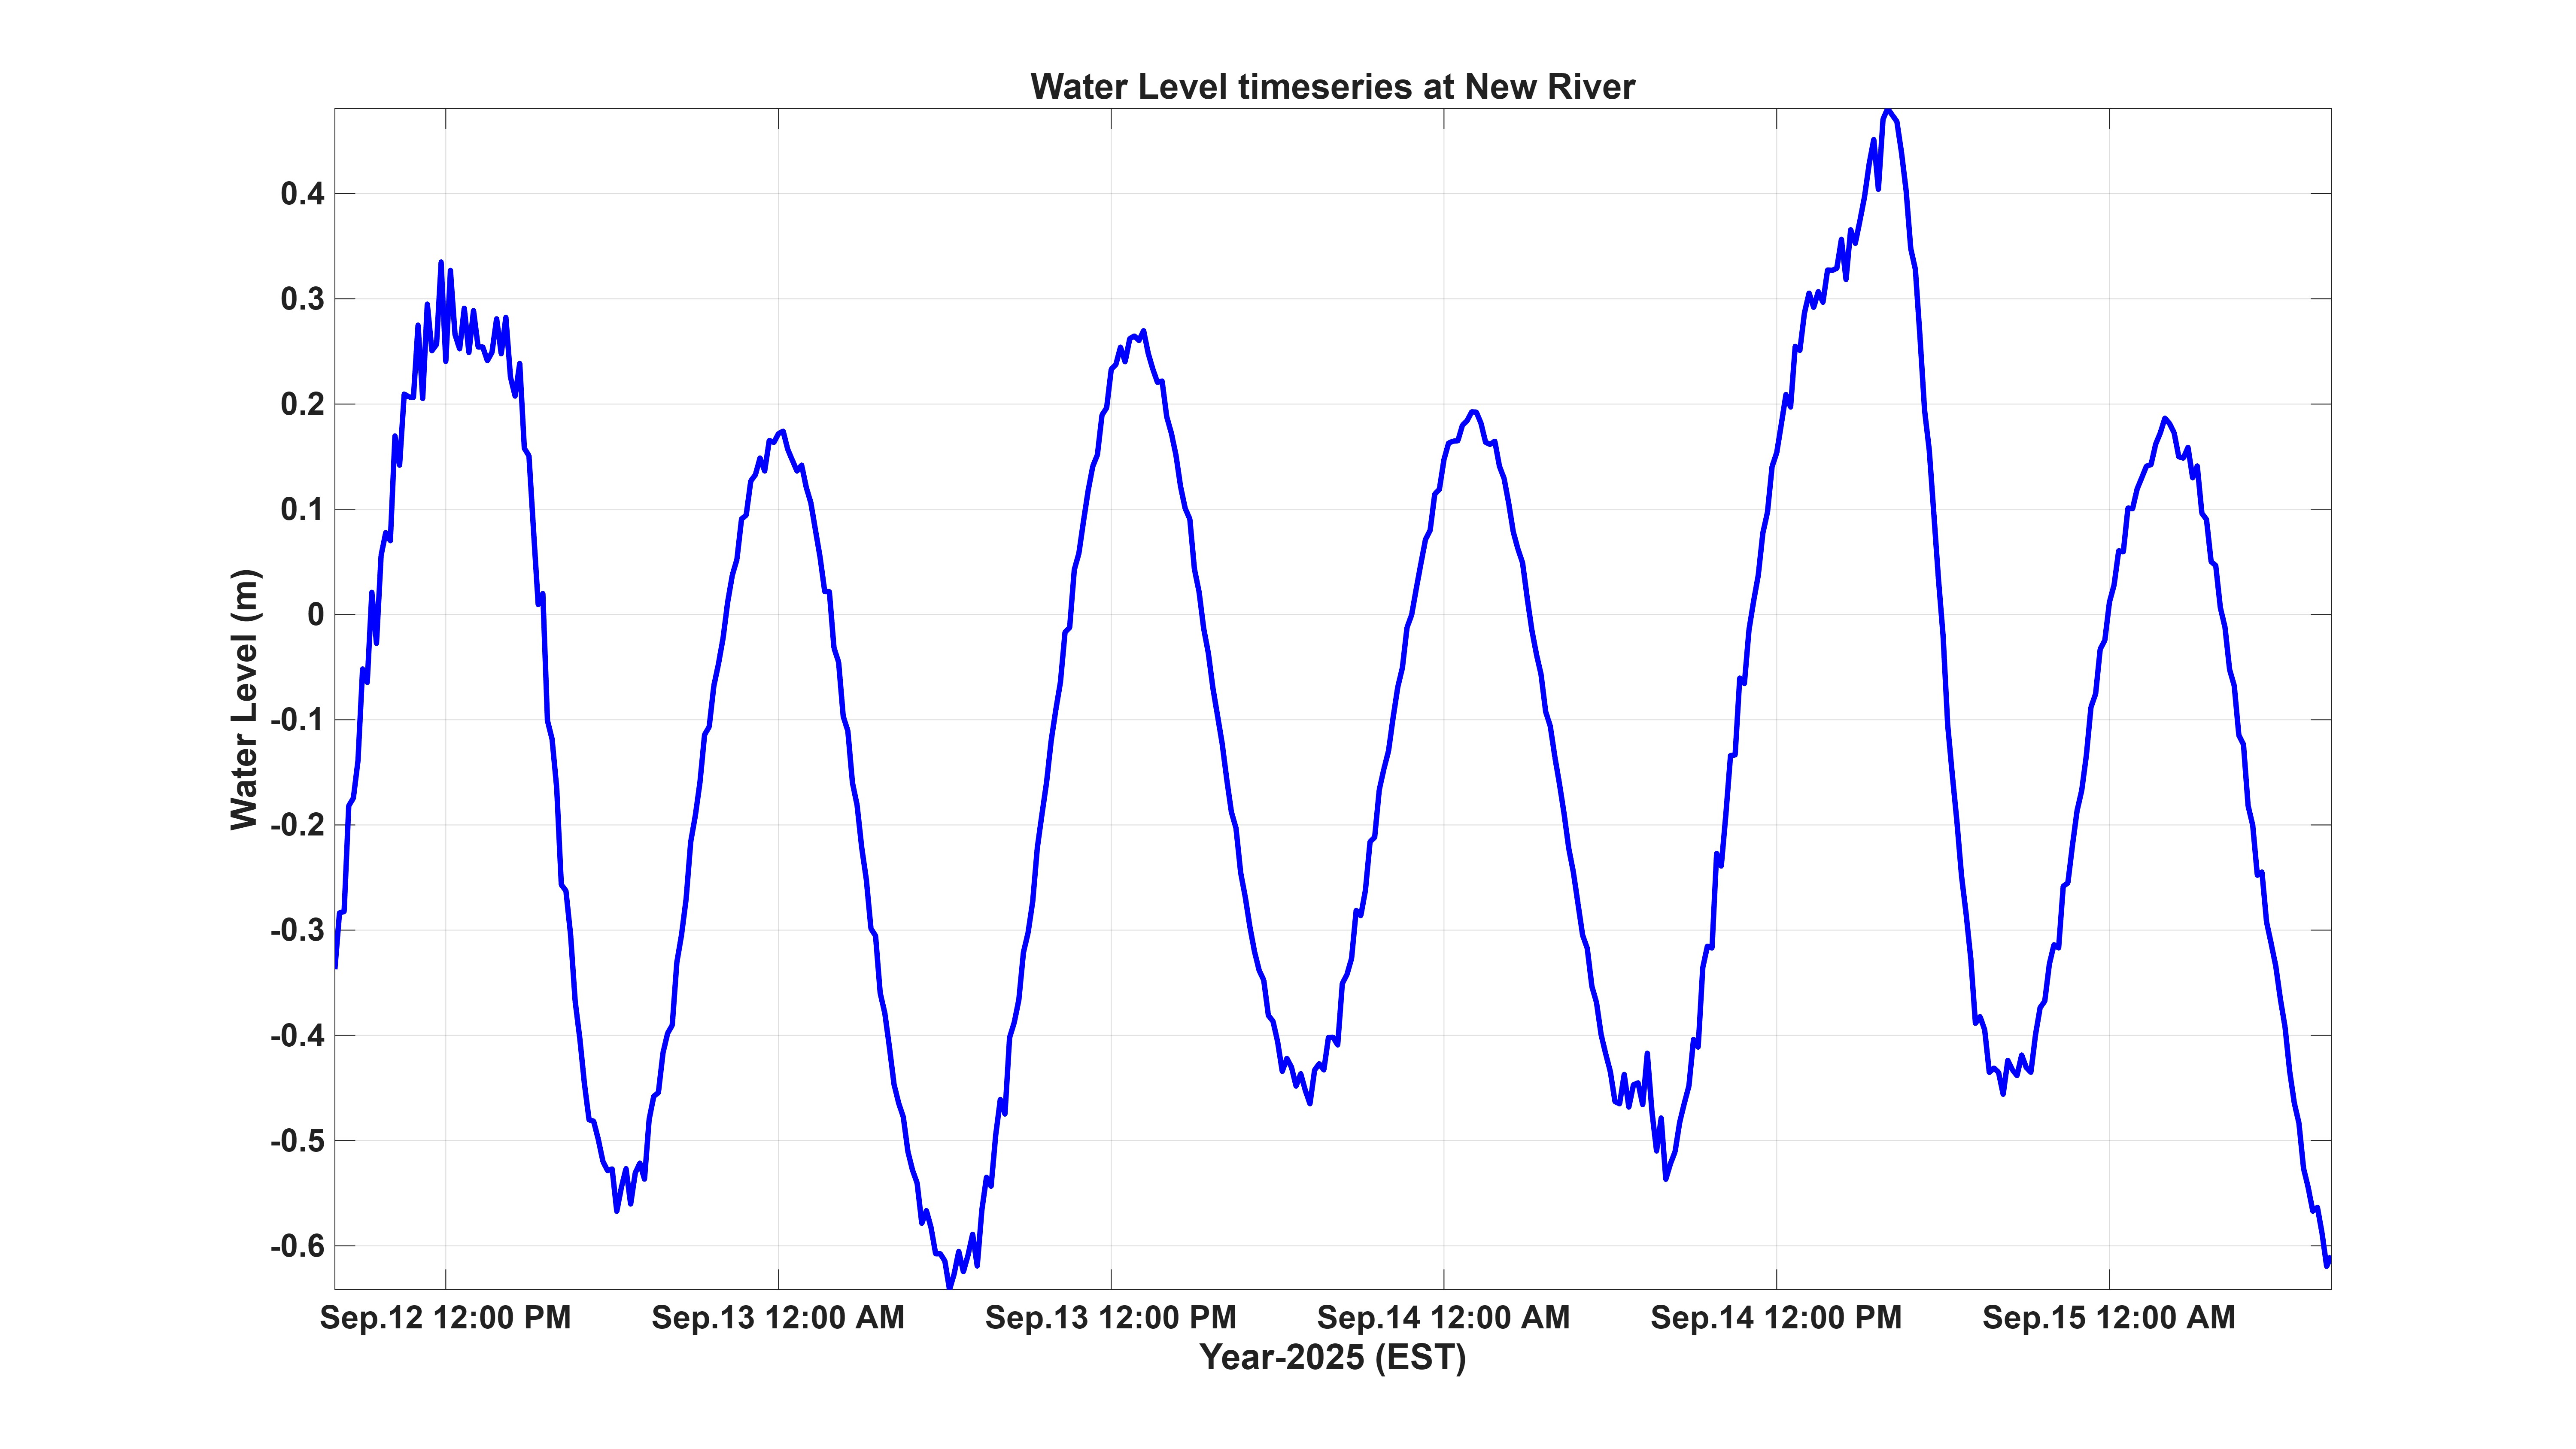 Water Level timeseries at New River
Water Level (m)
0.4
0.3
0.2
0.1
0
-0.1
-0.2
-0.3
-0.4
-0.5
-0.6
Sep.12 12:00 PM
Sep.13 12:00 AM
Sep.13 12:00 PM
Sep.14 12:00 AM
Sep.14 12:00 PM
Sep.15 12:00 AM
Year-2025 (EST)